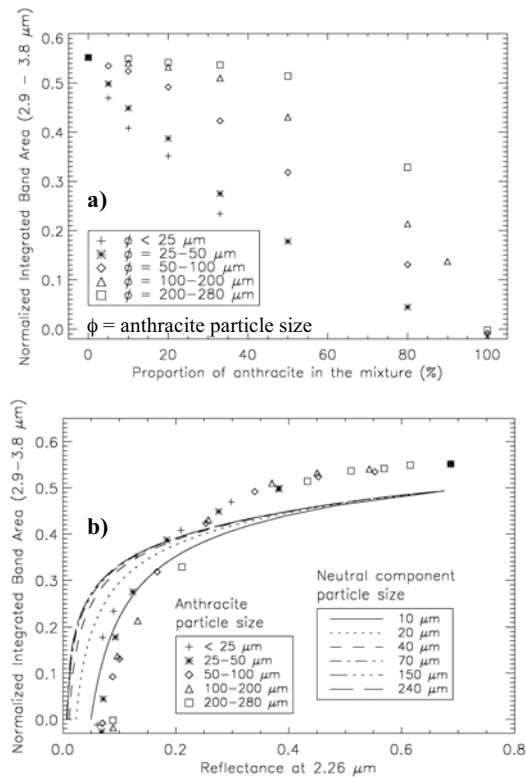 0.6
0.5
0.4
0.3
0.2
0.1
0.0
Normalized Integrated Band Area (2.9 – 3.8 µm)
a)
ϕ < 25 µm
ϕ = 25–50 µm
ϕ = 50–100 µm
ϕ = 100–200 µm
ϕ = 200–280 µm
ϕ = anthracite particle size
0 20 40 60 80 100
Proportion of anthracite in the mixture (%)
0.6
0.5
0.4
0.3
0.2
0.1
0.0
Normalized Integrated Band Area (2.9–3.8 µm)
b)
Anthracite
particle size
< 25 µm
25–50 µm
50–100 µm
100–200 µm
200–280 µm
Neutral component
particle size
10 µm
20 µm
40 µm
70 µm
150 µm
240 µm
0.0 0.2 0.4 0.6 0.8
Reflectance at 2.26 µm